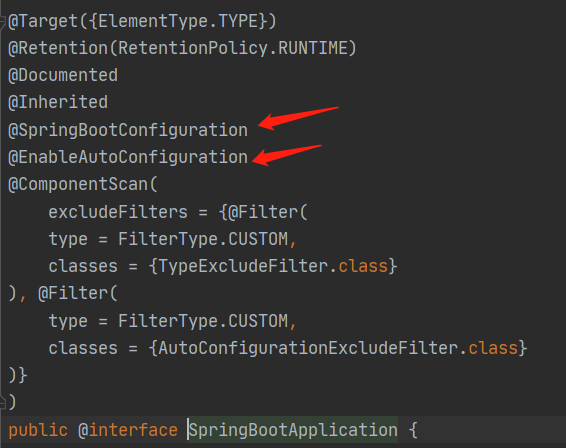 @Target({ElementType.TYPE})
@Retention(RetentionPolicy.RUNTIME)
@Documented
@Inherited
@SpringBootConfiguration
@EnableAutoConfiguration
@ComponentScan(
    excludeFilters = {@Filter(
    type = FilterType.CUSTOM,
    classes = {TypeExcludeFilter.class}
), @Filter(
    type = FilterType.CUSTOM,
    classes = {AutoConfigurationExcludeFilter.class}
)}
)
public @interface SpringBootApplication {